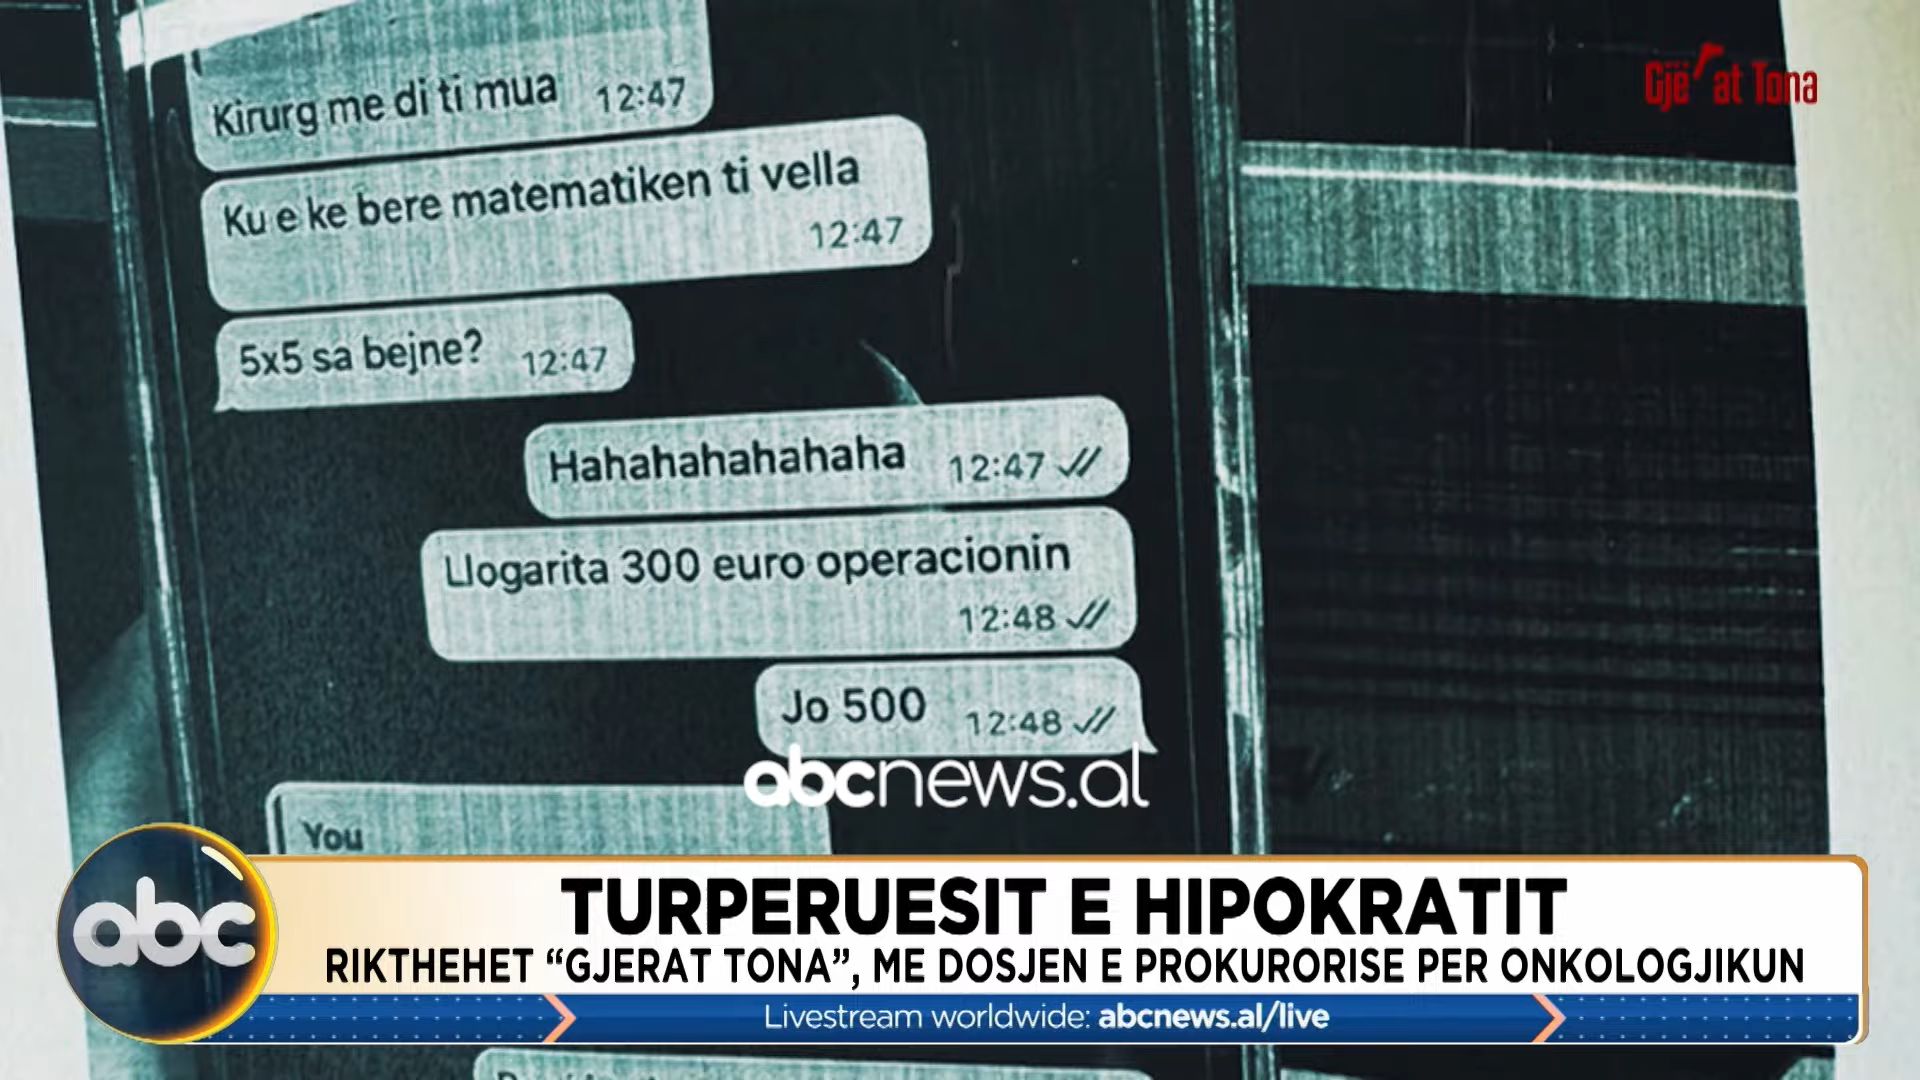 Gjë at Tona
Kirurg me di ti mua 12:47
Ku e ke bere matematiken ti vella
12:47
5x5 sa bejne? 12:47
Hahahahahahaha 12:47
Llogarita 300 euro operacionin
12:48
Jo 500 12:48
abcnews.al
You
abc
TURPERUESIT E HIPOKRATIT
RIKTHEHET “GJERAT TONA”, ME DOSJEN E PROKURORISE PER ONKOLOGJIKUN
Livestream worldwide: abcnews.al/live